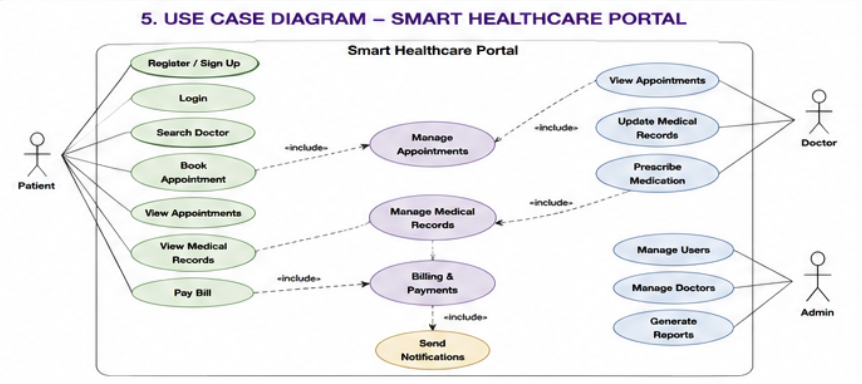 5. USE CASE DIAGRAM – SMART HEALTHCARE PORTAL
Smart Healthcare Portal
Patient
Register / Sign Up
Login
Search Doctor
Book
Appointment
View Appointments
View Medical
Records
Pay Bill
«include»
«include»
Manage
Appointments
Manage Medical
Records
Billing &
Payments
«include»
Send
Notifications
«include»
«include»
View Appointments
Update Medical
Records
Prescribe
Medication
Doctor
Manage Users
Manage Doctors
Generate
Reports
Admin